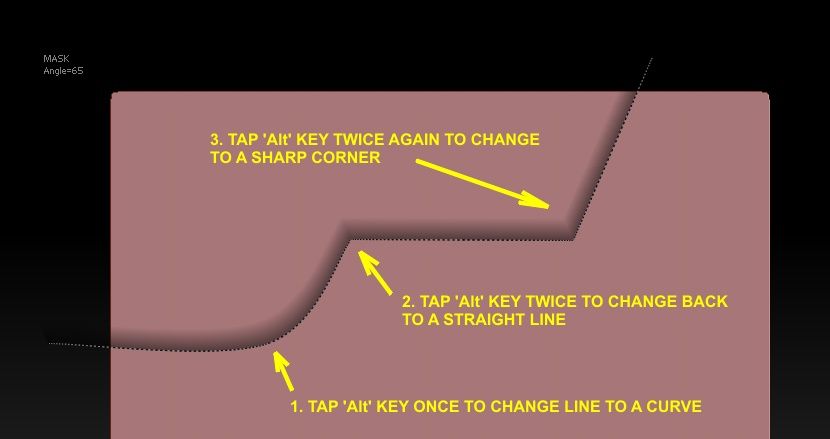 MASK
Angle=65
3. TAP 'Alt' KEY TWICE AGAIN TO CHANGE
TO A SHARP CORNER
2. TAP 'Alt' KEY TWICE TO CHANGE BACK
TO A STRAIGHT LINE
1. TAP 'Alt' KEY ONCE TO CHANGE LINE TO A CURVE